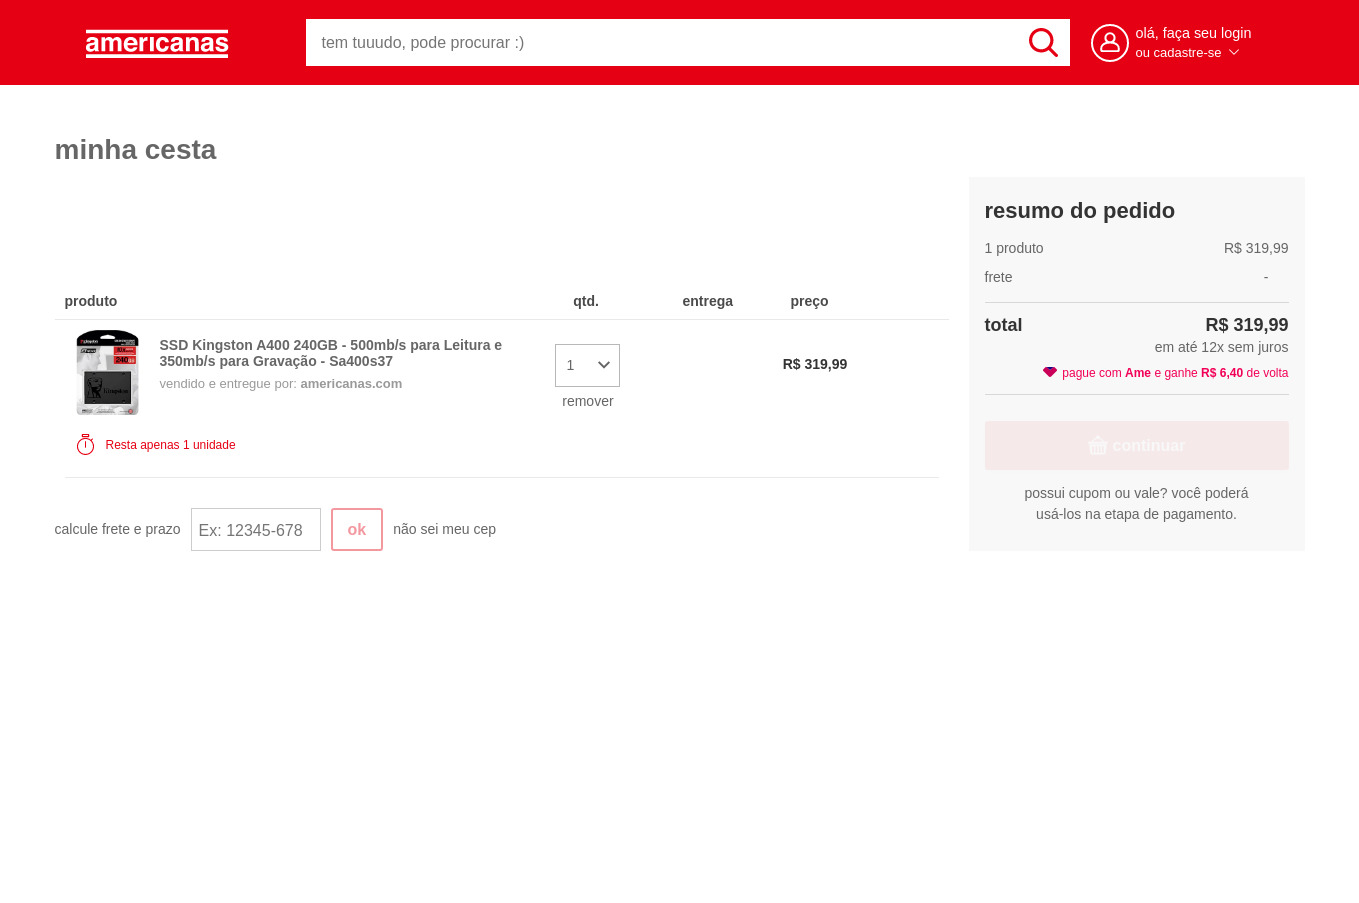 americanas
tem tuuudo, pode procurar :)
olá, faça seu login
ou cadastre-se
minha cesta
produto
qtd.
entrega
preço
SSD Kingston A400 240GB - 500mb/s para Leitura e
350mb/s para Gravação - Sa400s37
vendido e entregue por: americanas.com
1
remover
R$ 319,99
Resta apenas 1 unidade
calcule frete e prazo
Ex: 12345-678
ok
não sei meu cep
resumo do pedido
1 produto R$ 319,99
frete -
total R$ 319,99
em até 12x sem juros
pague com Ame e ganhe R$ 6,40 de volta
continuar
possui cupom ou vale? você poderá
usá-los na etapa de pagamento.